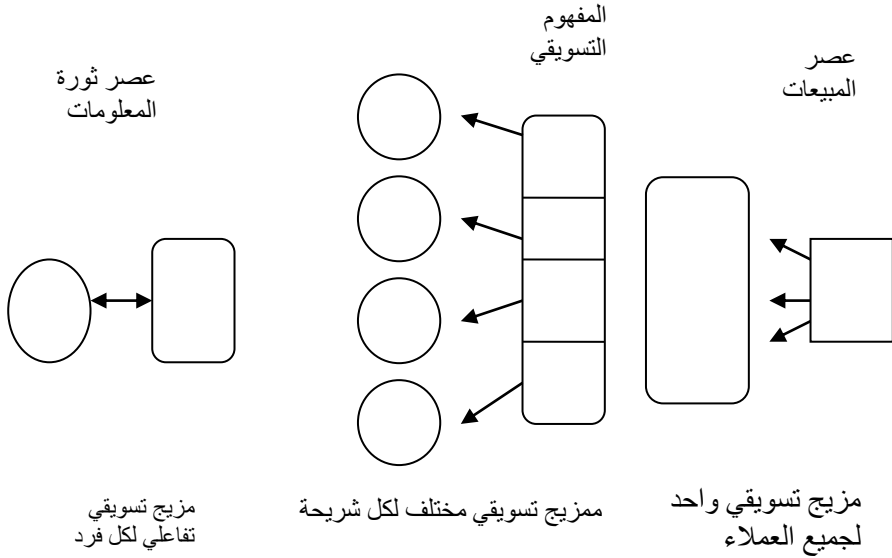 عصر
المبيعات
المفهوم
التسويقي
عصر ثورة
المعلومات
مزيج تسويقي واحد
لجميع العملاء
ممزيج تسويقي مختلف لكل شريحة
مزيج تسويقي
تفاعلي لكل فرد